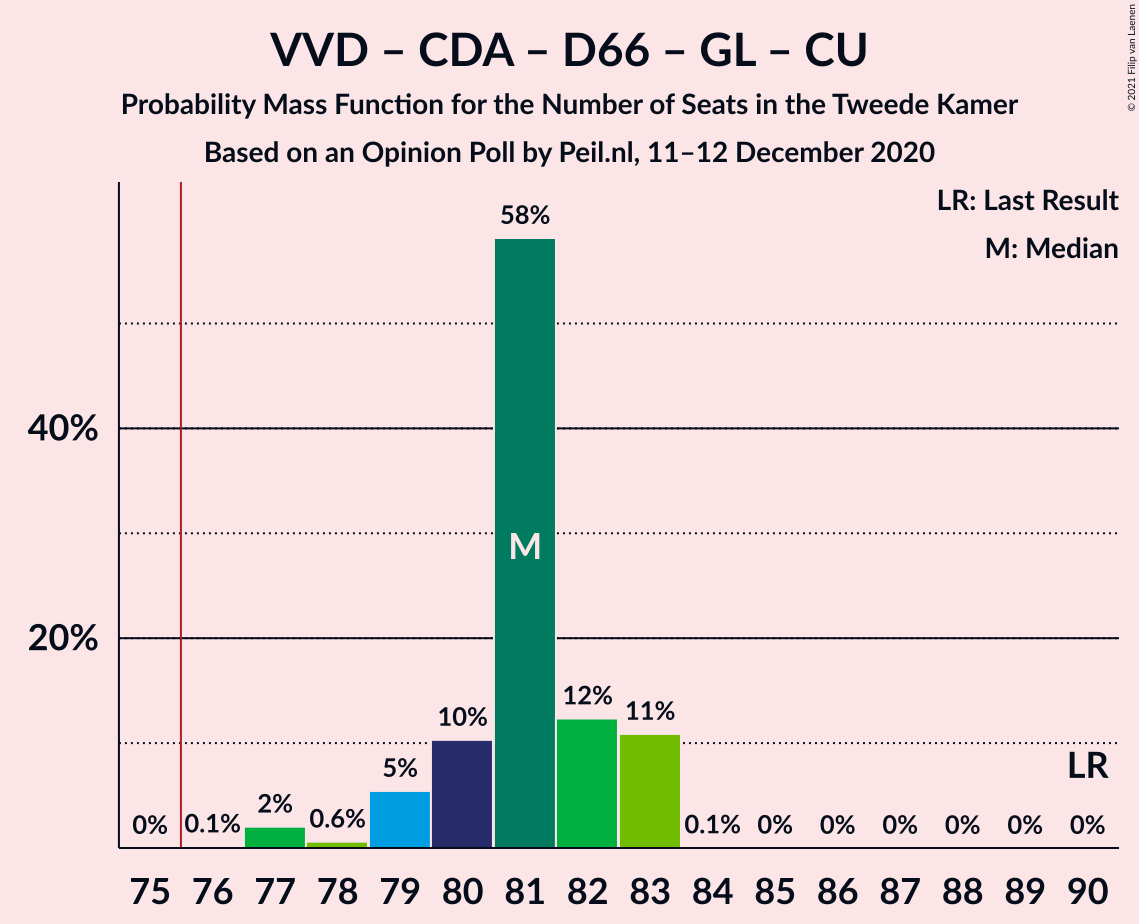 VVD – CDA – D66 – GL – CU
Probability Mass Function for the Number of Seats in the Tweede Kamer
Based on an Opinion Poll by Peil.nl, 11–12 December 2020
© 2021 Filip van Laenen
LR: Last Result
M: Median
58%
40%
M
20%
12%
11%
10%
5%
LR
2%
0.6%
0% 0.1% 0.1% 0% 0% 0% 0% 0% 0%
75 76 77 78 79 80 81 82 83 84 85 86 87 88 89 90